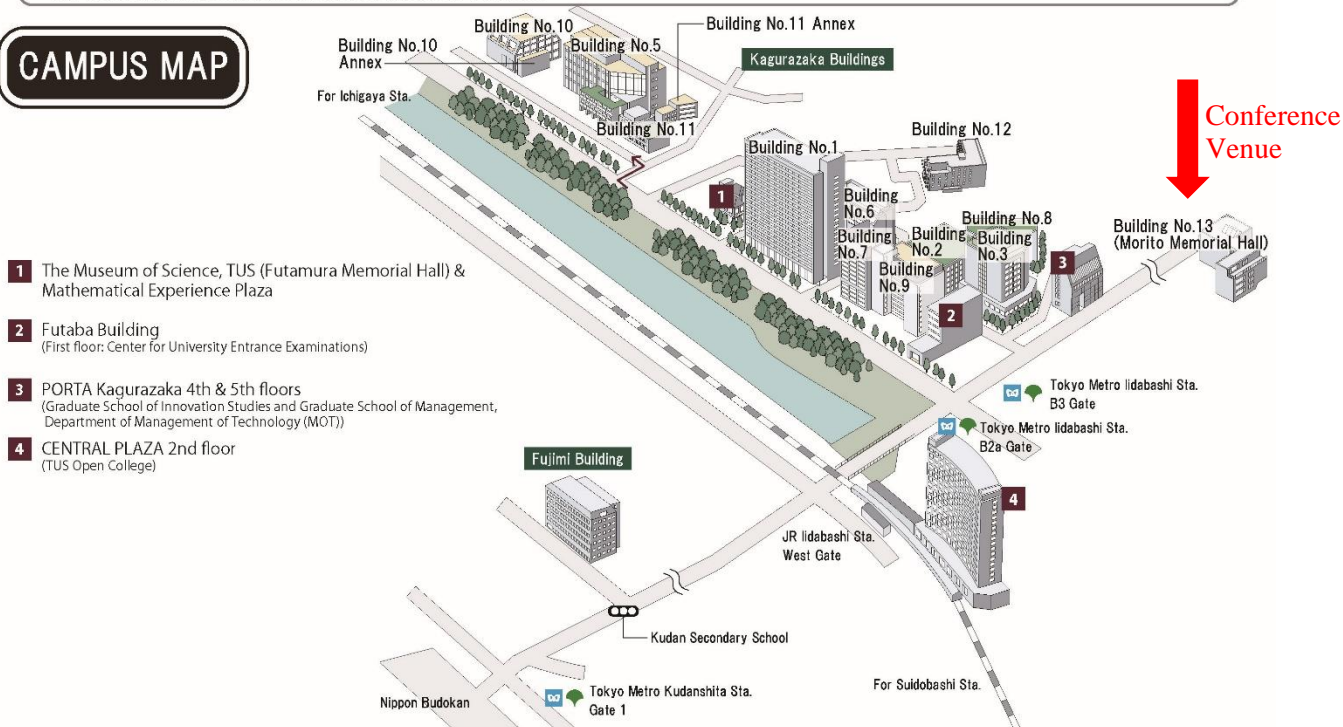 CAMPUS MAP
Building No.10
Building No.11 Annex
Building No.10
Annex
Building No.5
Kagurazaka Buildings
For Ichigaya Sta.
Building No.11
Building No.12
Conference
Venue
Building No.1
1
Building
No.6
Building No.8
Building No.13
(Morito Memorial Hall)
Building
No.7
Building
No.2
Building
No.3
3
Building
No.9
2
1 The Museum of Science, TUS (Futamura Memorial Hall) &
Mathematical Experience Plaza
2 Futaba Building
(First floor: Center for University Entrance Examinations)
3 PORTA Kagurazaka 4th & 5th floors
(Graduate School of Innovation Studies and Graduate School of Management,
Department of Management of Technology (MOT))
4 CENTRAL PLAZA 2nd floor
(TUS Open College)
Tokyo Metro Iidabashi Sta.
B3 Gate
Tokyo Metro Iidabashi Sta.
B2a Gate
Fujimi Building
4
JR Iidabashi Sta.
West Gate
Kudan Secondary School
For Suidobashi Sta.
Nippon Budokan
Tokyo Metro Kudanshita Sta.
Gate 1